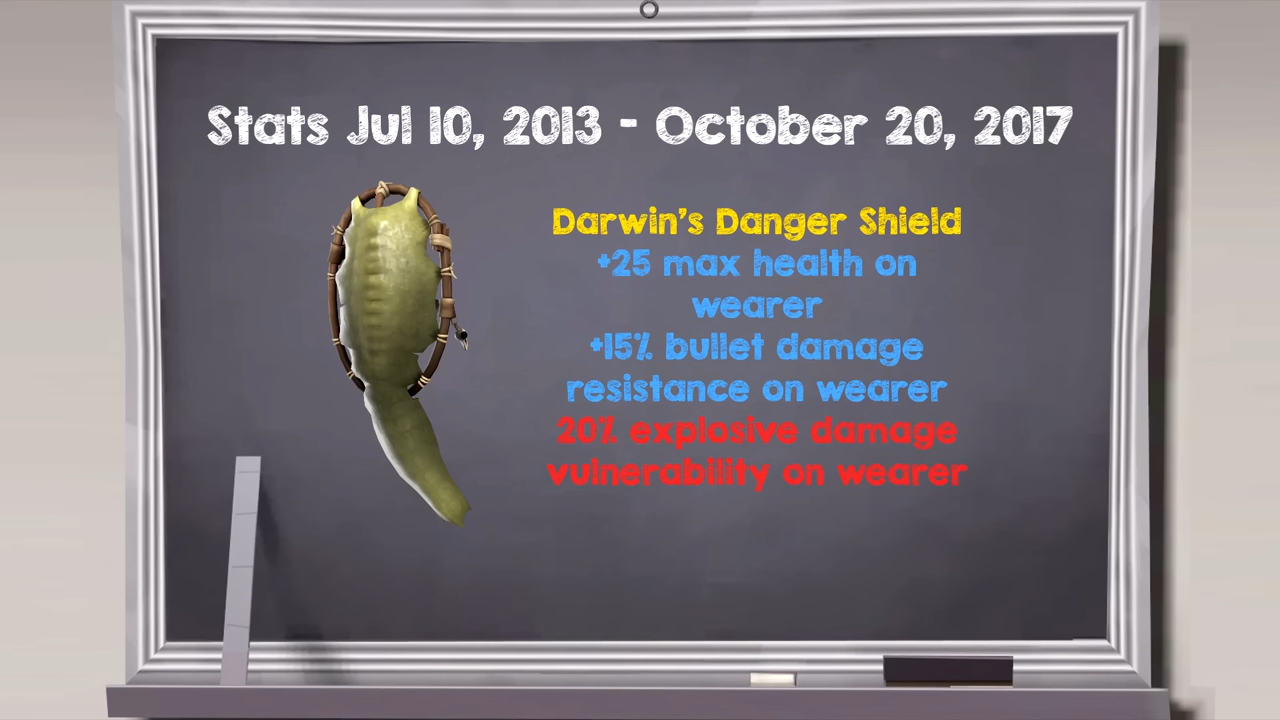 Stats Jul 10, 2013 - October 20, 2017
Darwin's Danger Shield
+25 max health on
wearer
+15% bullet damage
resistance on wearer
20% explosive damage
vulnerability on wearer